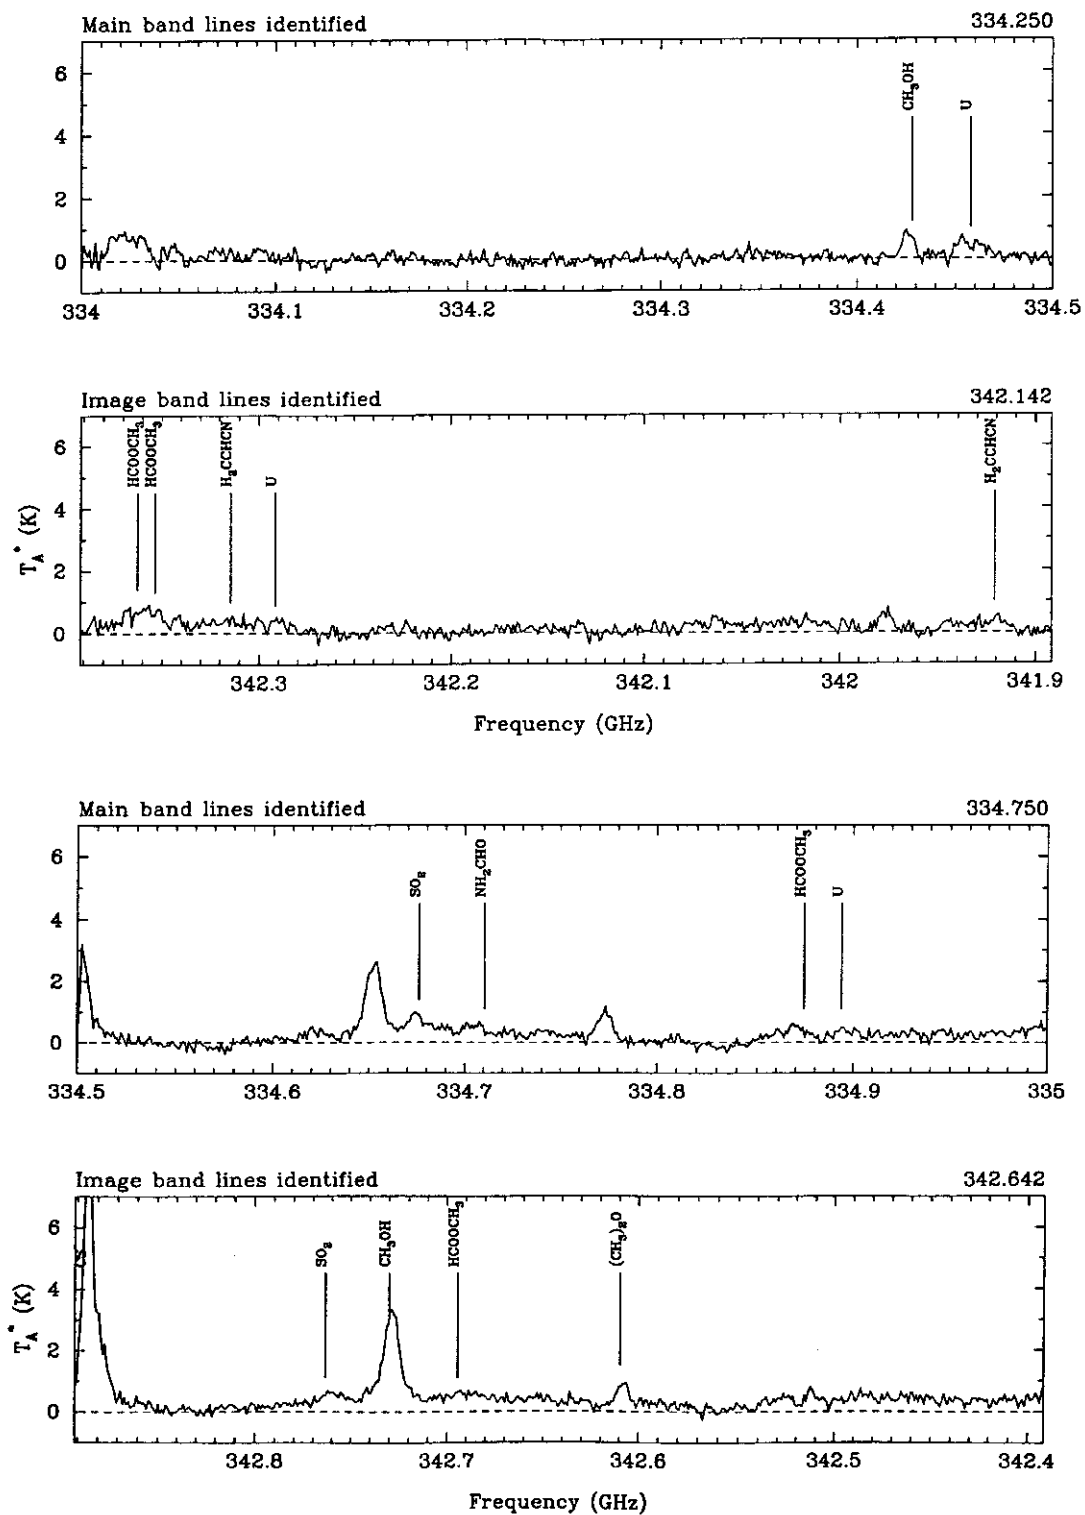 Main band lines identified 334.250
CH₃OH U
6
4
2
0
334 334.1 334.2 334.3 334.4 334.5
Image band lines identified 342.142
HCOOCH₃ HCOOCH₃ H₂CCHCN U H₂CCHCN
6
4
2
0
T_A* (K)
342.3 342.2 342.1 342 341.9
Frequency (GHz)
Main band lines identified 334.750
SO₂ NH₂CHO HCOOCH₃ U
6
4
2
0
334.5 334.6 334.7 334.8 334.9 335
Image band lines identified 342.642
SO₂ CH₃OH HCOOCH₃ (CH₃)₂O
6
4
2
0
T_A* (K)
342.8 342.7 342.6 342.5 342.4
Frequency (GHz)